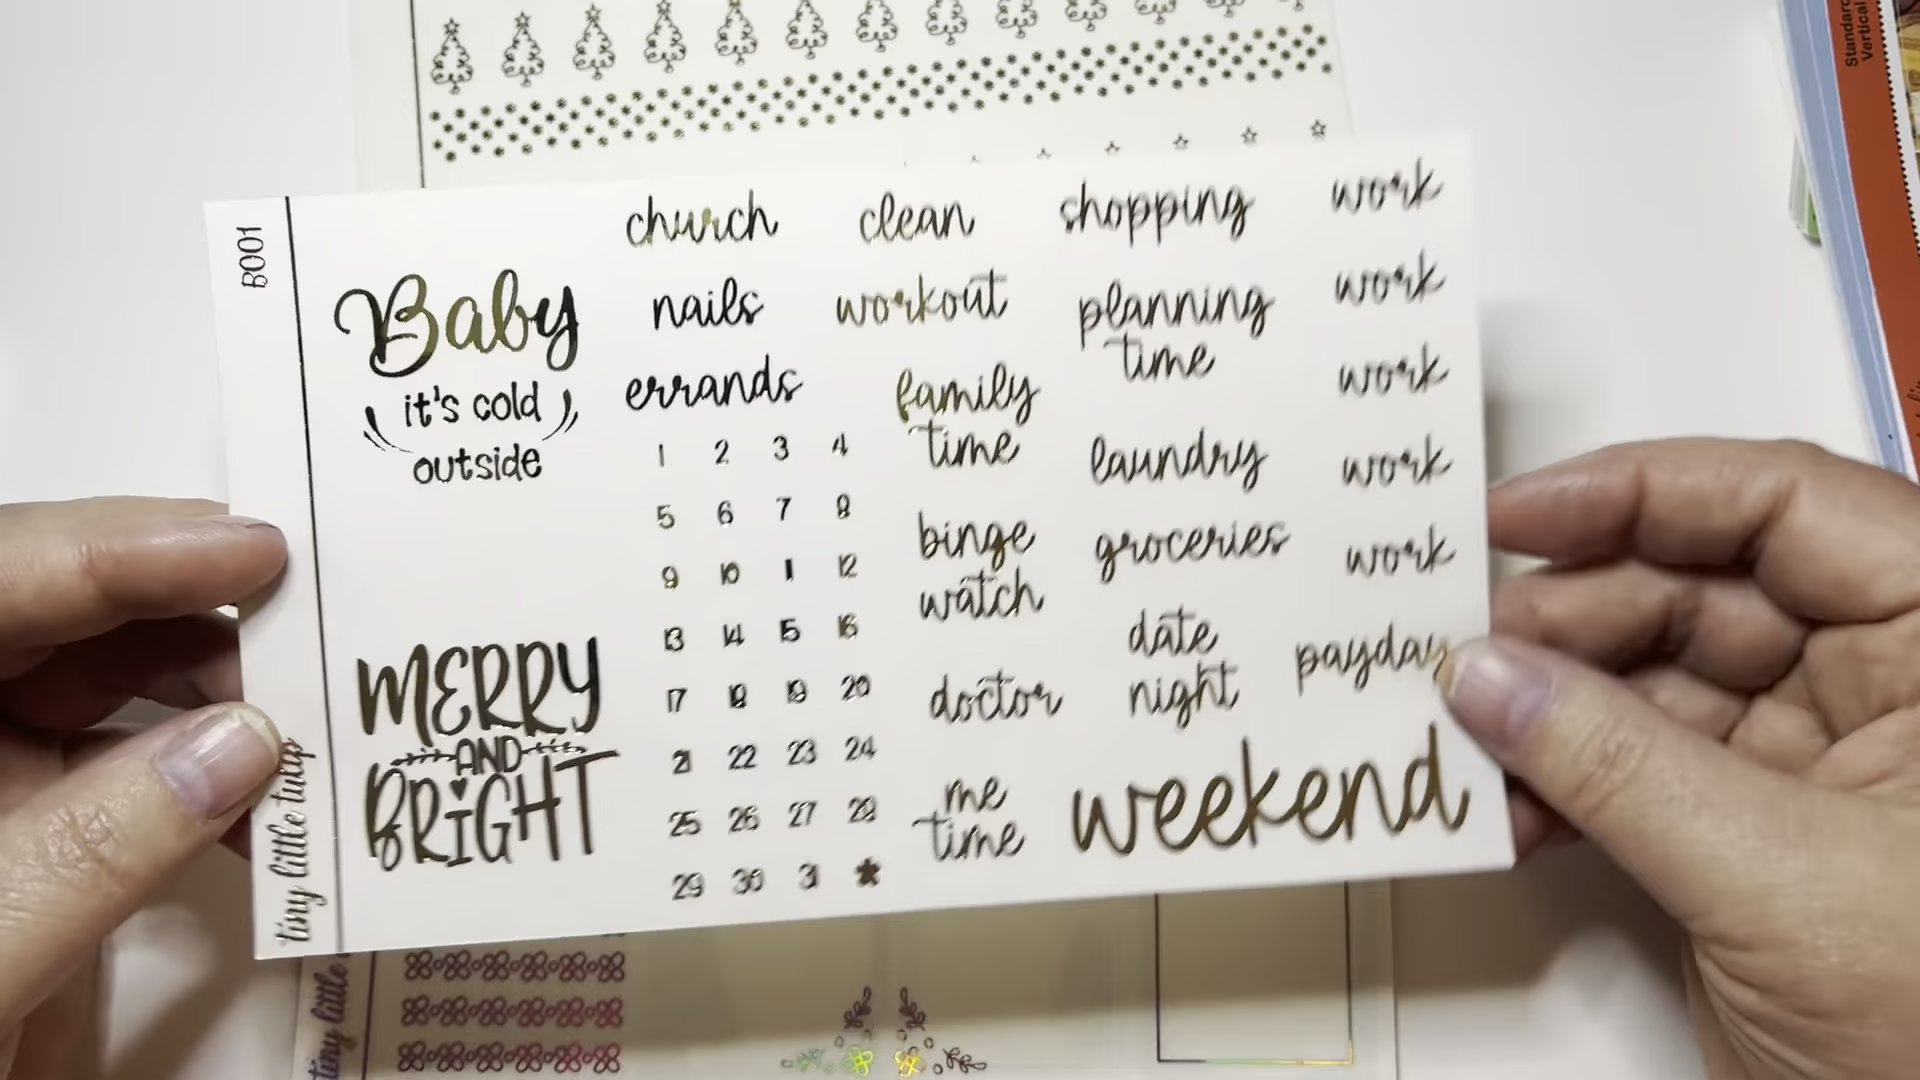 Standard
Vertical
B001
tiny little tulip
Baby
it's cold
outside
MERRY
AND
BRIGHT
church
clean
shopping
work
nails
workout
planning
time
work
errands
family
time
work
laundry
work
binge
watch
groceries
work
doctor
date
night
payday
me
time
weekend
1 2 3 4
5 6 7 8
9 10 11 12
13 14 15 16
17 18 19 20
21 22 23 24
25 26 27 28
29 30 31 *
tiny little